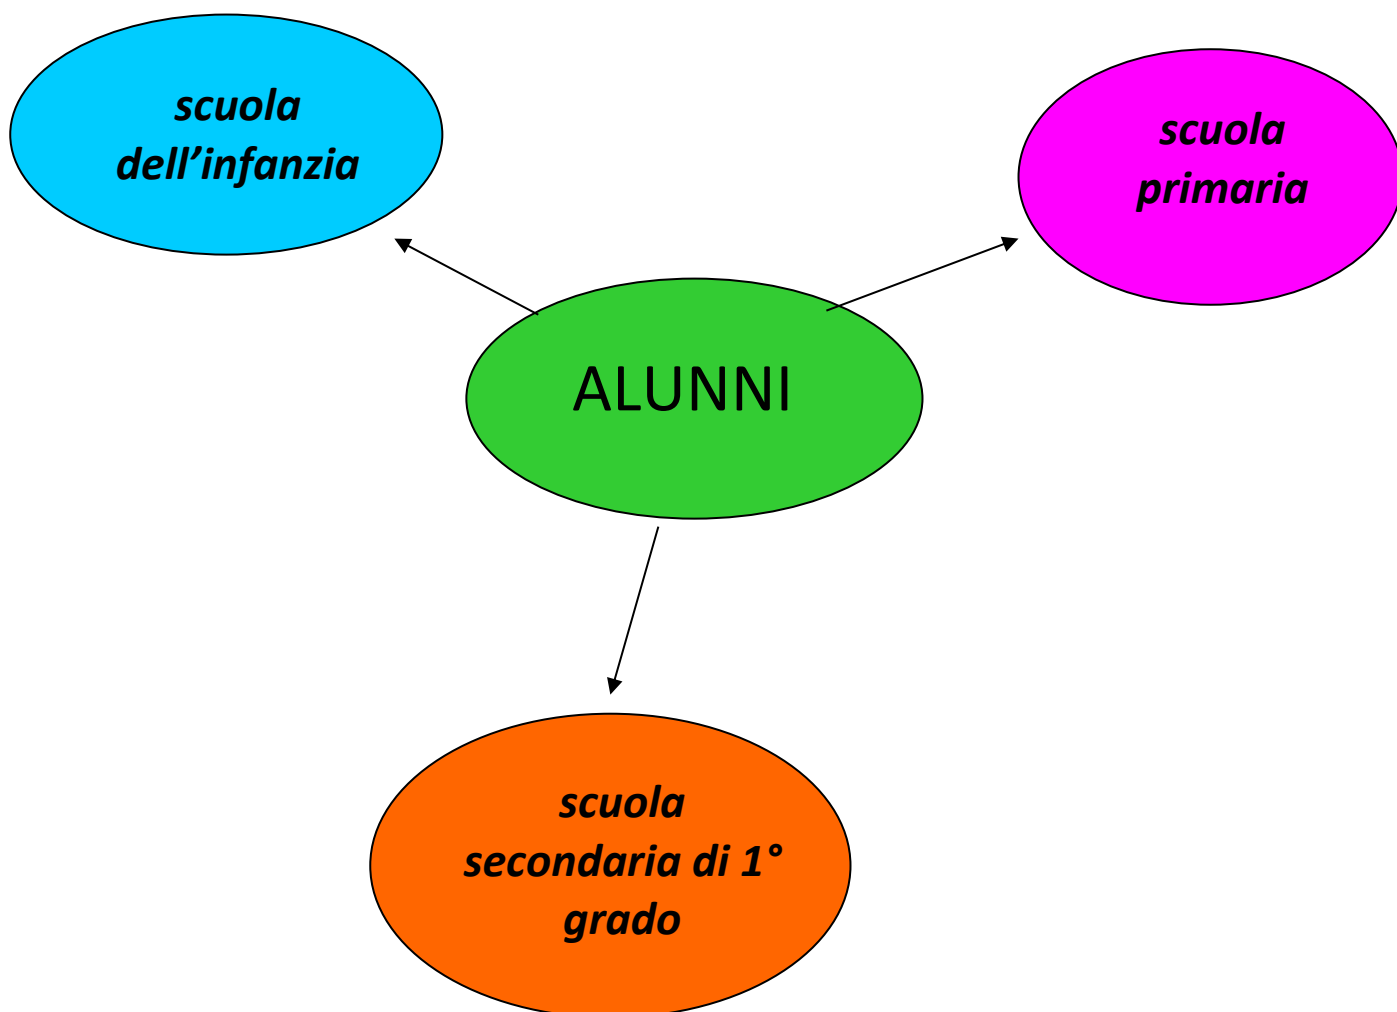 scuola
dell’infanzia
scuola
primaria
ALUNNI
scuola
secondaria di 1°
grado